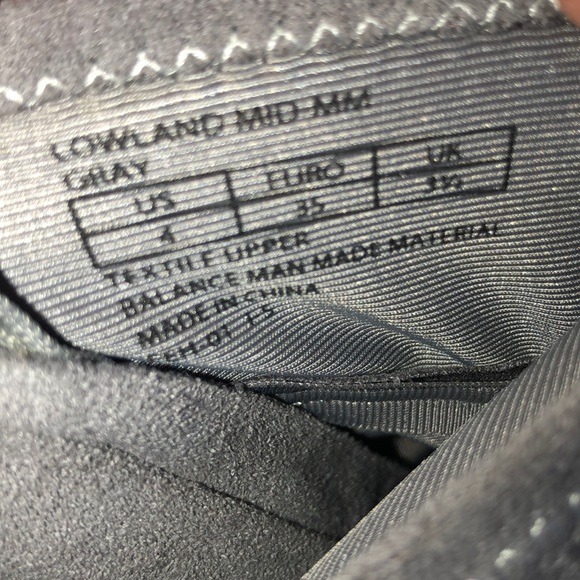 LOWLAND MID-MM
GRAY
US EURO UK
4 35 3½
TEXTILE UPPER
BALANCE MAN MADE MATERIAL
MADE IN CHINA